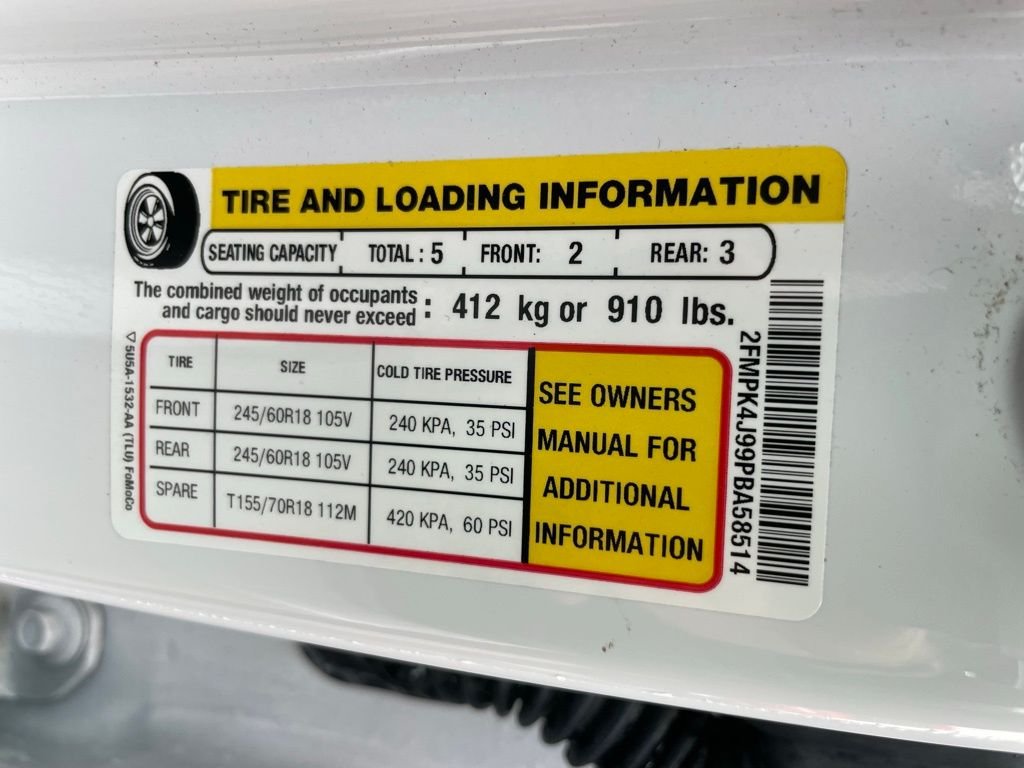 TIRE AND LOADING INFORMATION
SEATING CAPACITY TOTAL: 5 FRONT: 2 REAR: 3
The combined weight of occupants
and cargo should never exceed : 412 kg or 910 lbs.
TIRE SIZE COLD TIRE PRESSURE
FRONT 245/60R18 105V 240 KPA, 35 PSI
REAR 245/60R18 105V 240 KPA, 35 PSI
SPARE T155/70R18 112M 420 KPA, 60 PSI
SEE OWNERS
MANUAL FOR
ADDITIONAL
INFORMATION
5U5A-1532-AA (TLU) FoMoCo
2FMPK4J99PBA58514